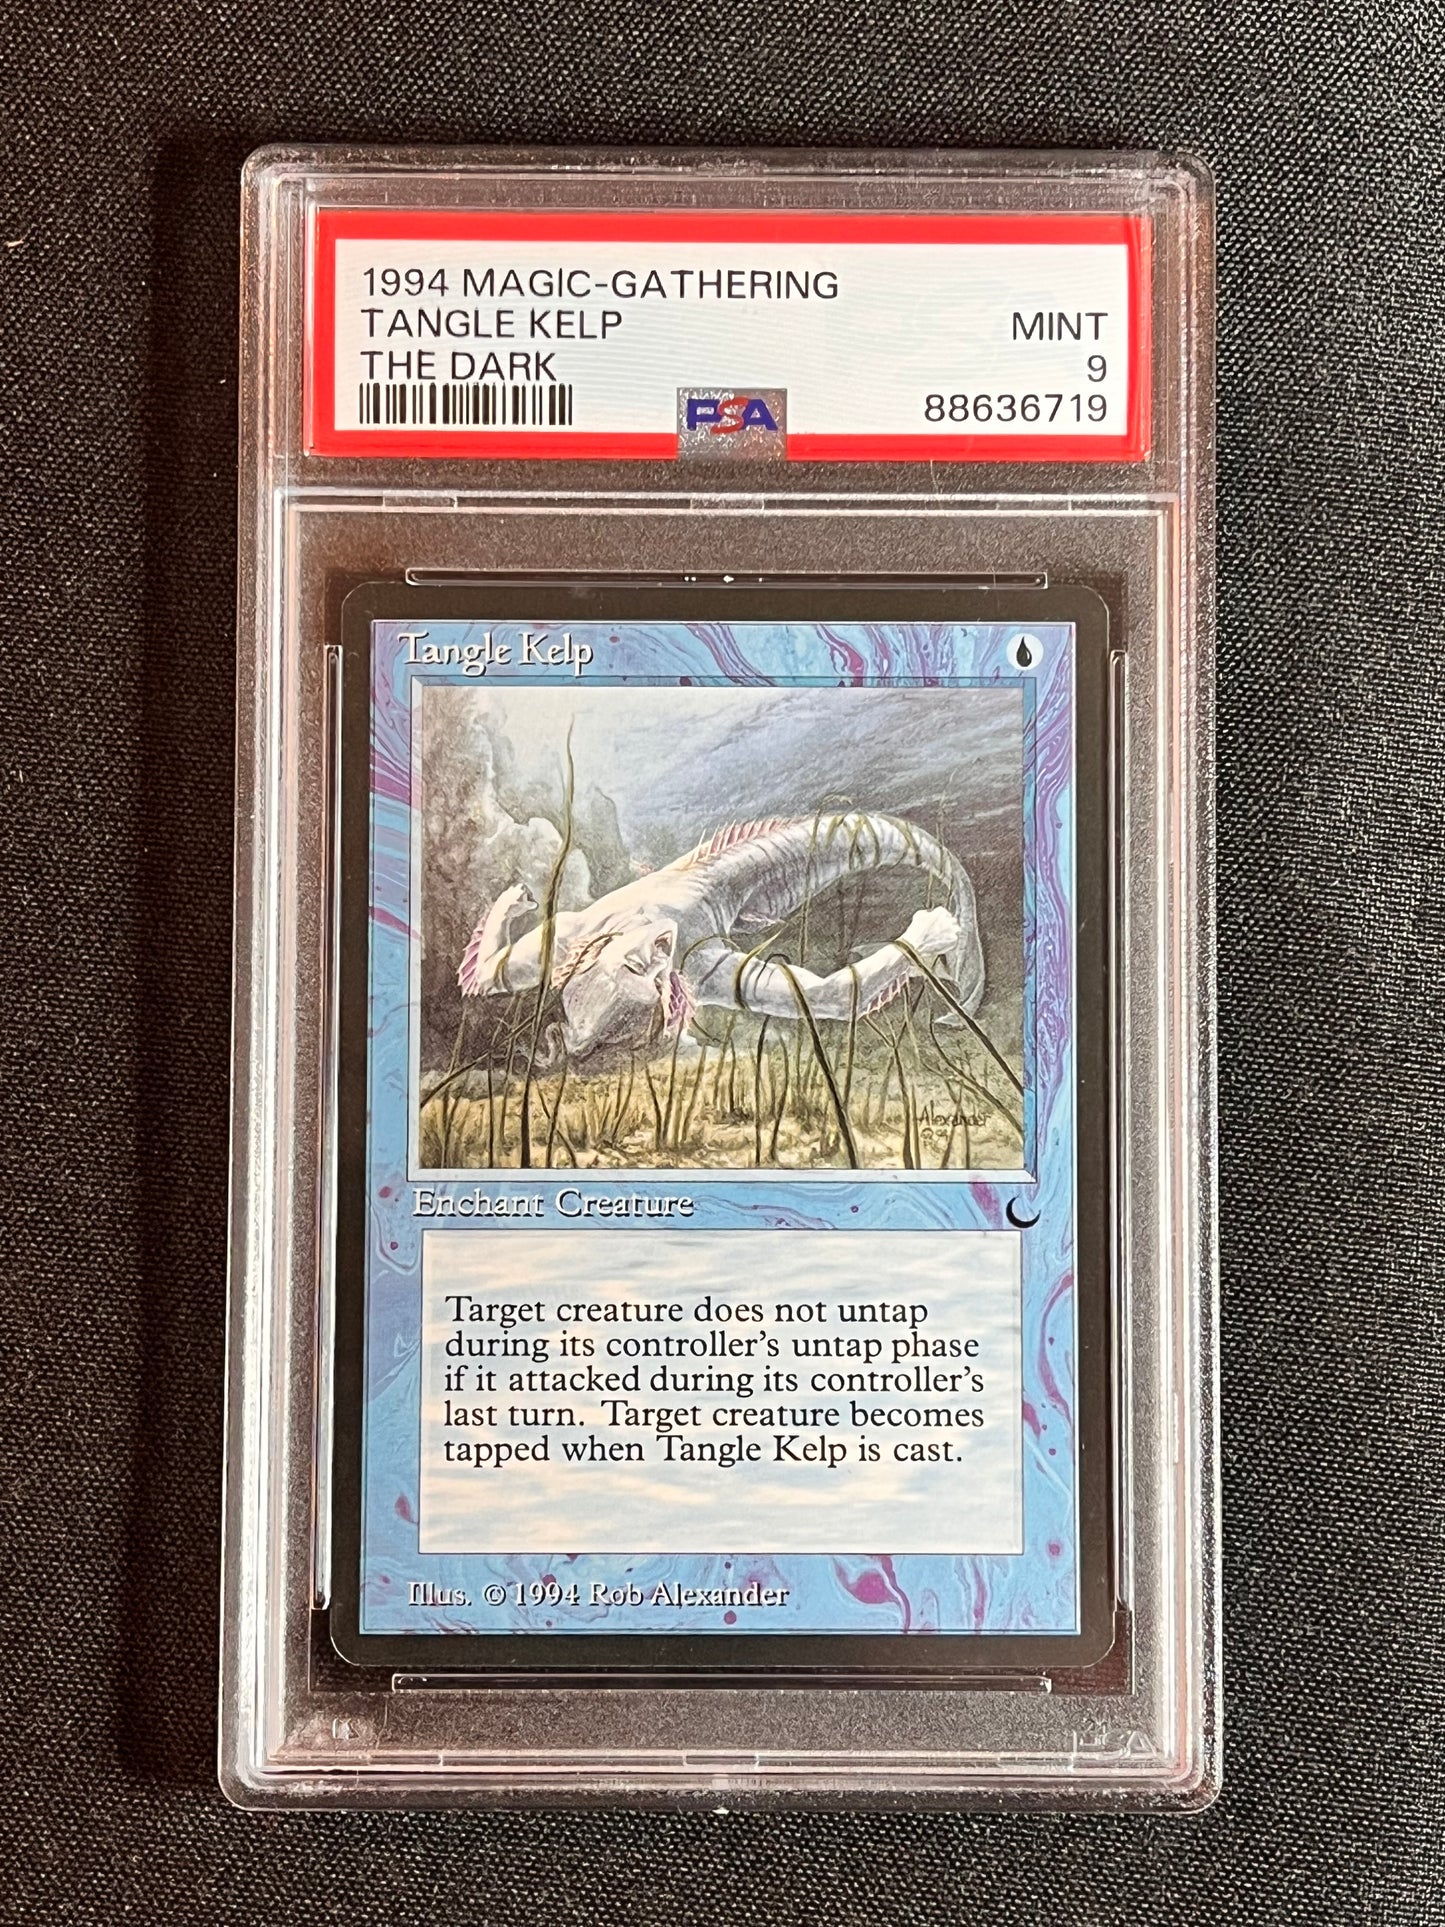 1994 MAGIC-GATHERING
TANGLE KELP
MINT
THE DARK
9
PSA
88636719
Tangle Kelp
Alexander
Enchant Creature
Target creature does not untap
during its controller's untap phase
if it attacked during its controller's
last turn. Target creature becomes
tapped when Tangle Kelp is cast.
Illus. © 1994 Rob Alexander
PSA